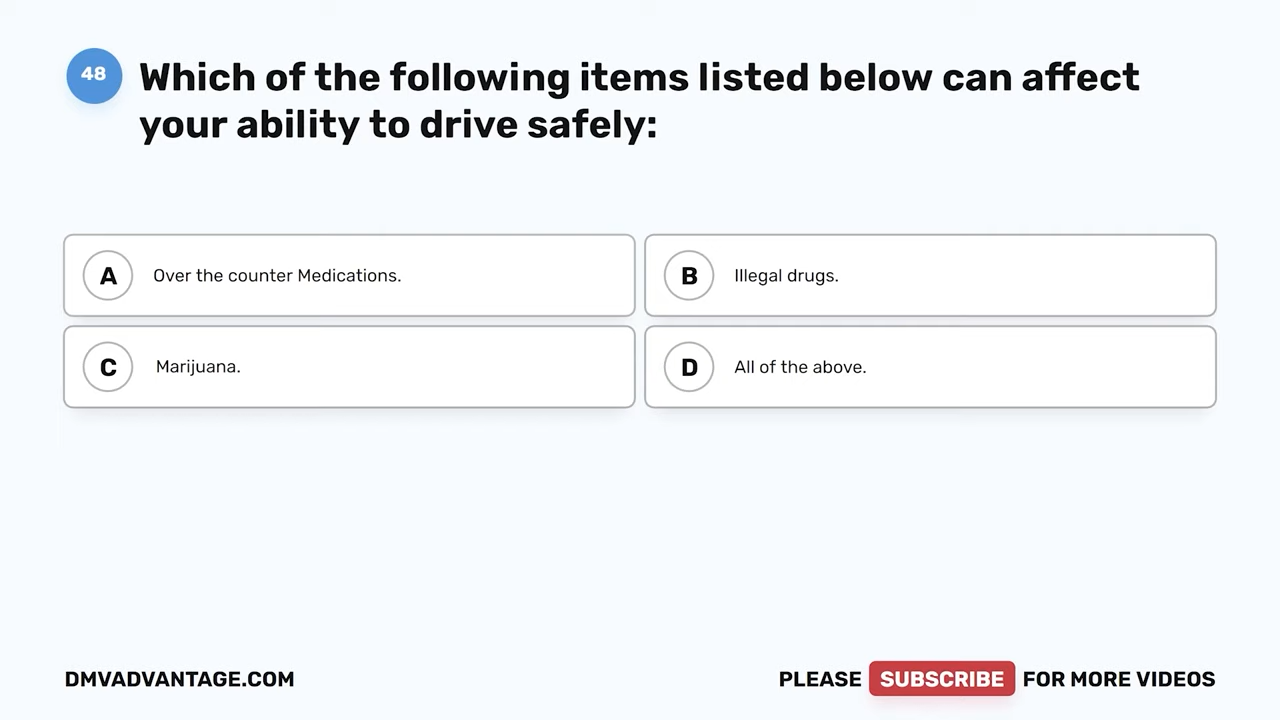 48
Which of the following items listed below can affect
your ability to drive safely:
A
Over the counter Medications.
B
Illegal drugs.
C
Marijuana.
D
All of the above.
DMVADVANTAGE.COM
PLEASE SUBSCRIBE FOR MORE VIDEOS